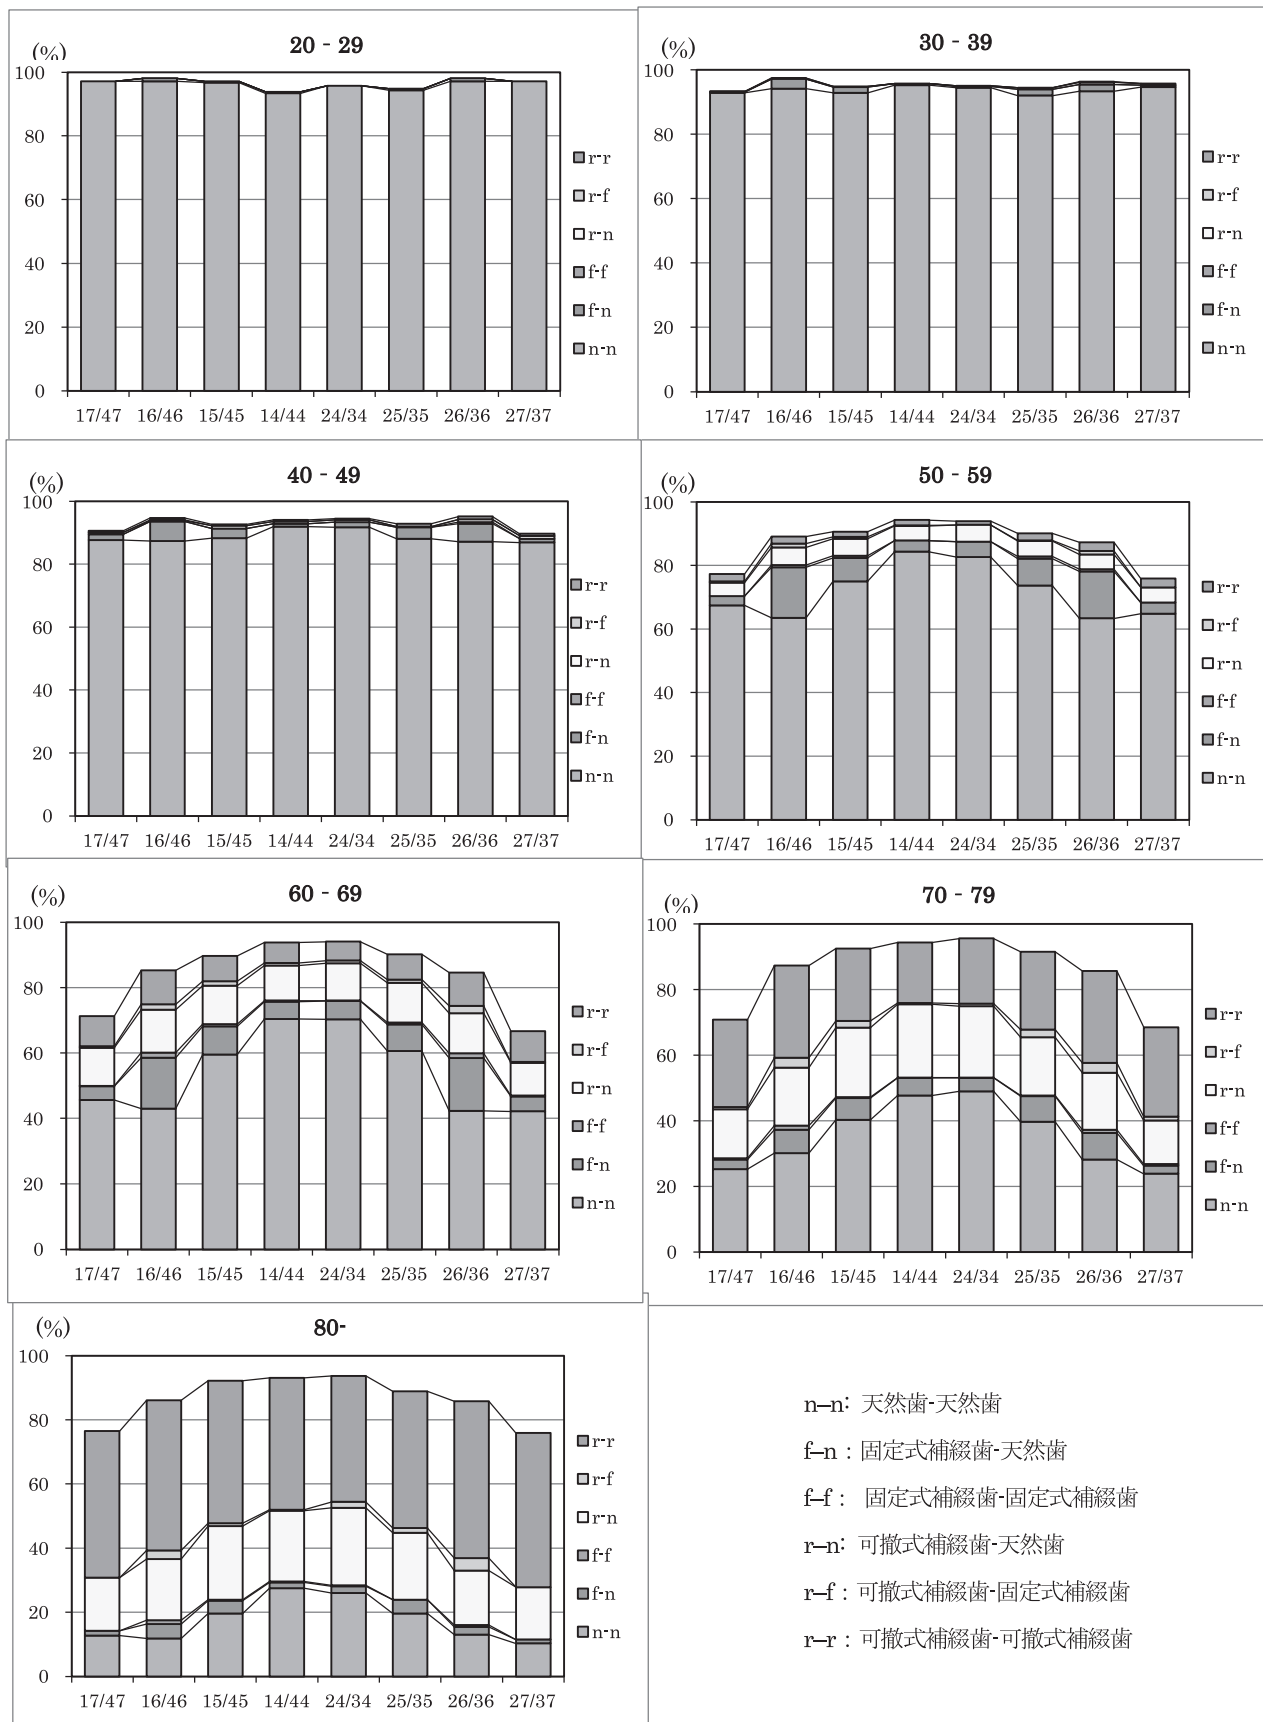 20 - 29
(%)
100
80
60
40
20
0
17/47 16/46 15/45 14/44 24/34 25/35 26/36 27/37
r-r
r-f
r-n
f-f
f-n
n-n
30 - 39
(%)
100
80
60
40
20
0
17/47 16/46 15/45 14/44 24/34 25/35 26/36 27/37
r-r
r-f
r-n
f-f
f-n
n-n
40 - 49
(%)
100
80
60
40
20
0
17/47 16/46 15/45 14/44 24/34 25/35 26/36 27/37
r-r
r-f
r-n
f-f
f-n
n-n
50 - 59
(%)
100
80
60
40
20
0
17/47 16/46 15/45 14/44 24/34 25/35 26/36 27/37
r-r
r-f
r-n
f-f
f-n
n-n
60 - 69
(%)
100
80
60
40
20
0
17/47 16/46 15/45 14/44 24/34 25/35 26/36 27/37
r-r
r-f
r-n
f-f
f-n
n-n
70 - 79
(%)
100
80
60
40
20
0
17/47 16/46 15/45 14/44 24/34 25/35 26/36 27/37
r-r
r-f
r-n
f-f
f-n
n-n
80-
(%)
100
80
60
40
20
0
17/47 16/46 15/45 14/44 24/34 25/35 26/36 27/37
r-r
r-f
r-n
f-f
f-n
n-n
n–n: 天然歯-天然歯
f–n : 固定式補綴歯-天然歯
f–f : 固定式補綴歯-固定式補綴歯
r–n: 可撤式補綴歯-天然歯
r–f : 可撤式補綴歯-固定式補綴歯
r–r : 可撤式補綴歯-可撤式補綴歯